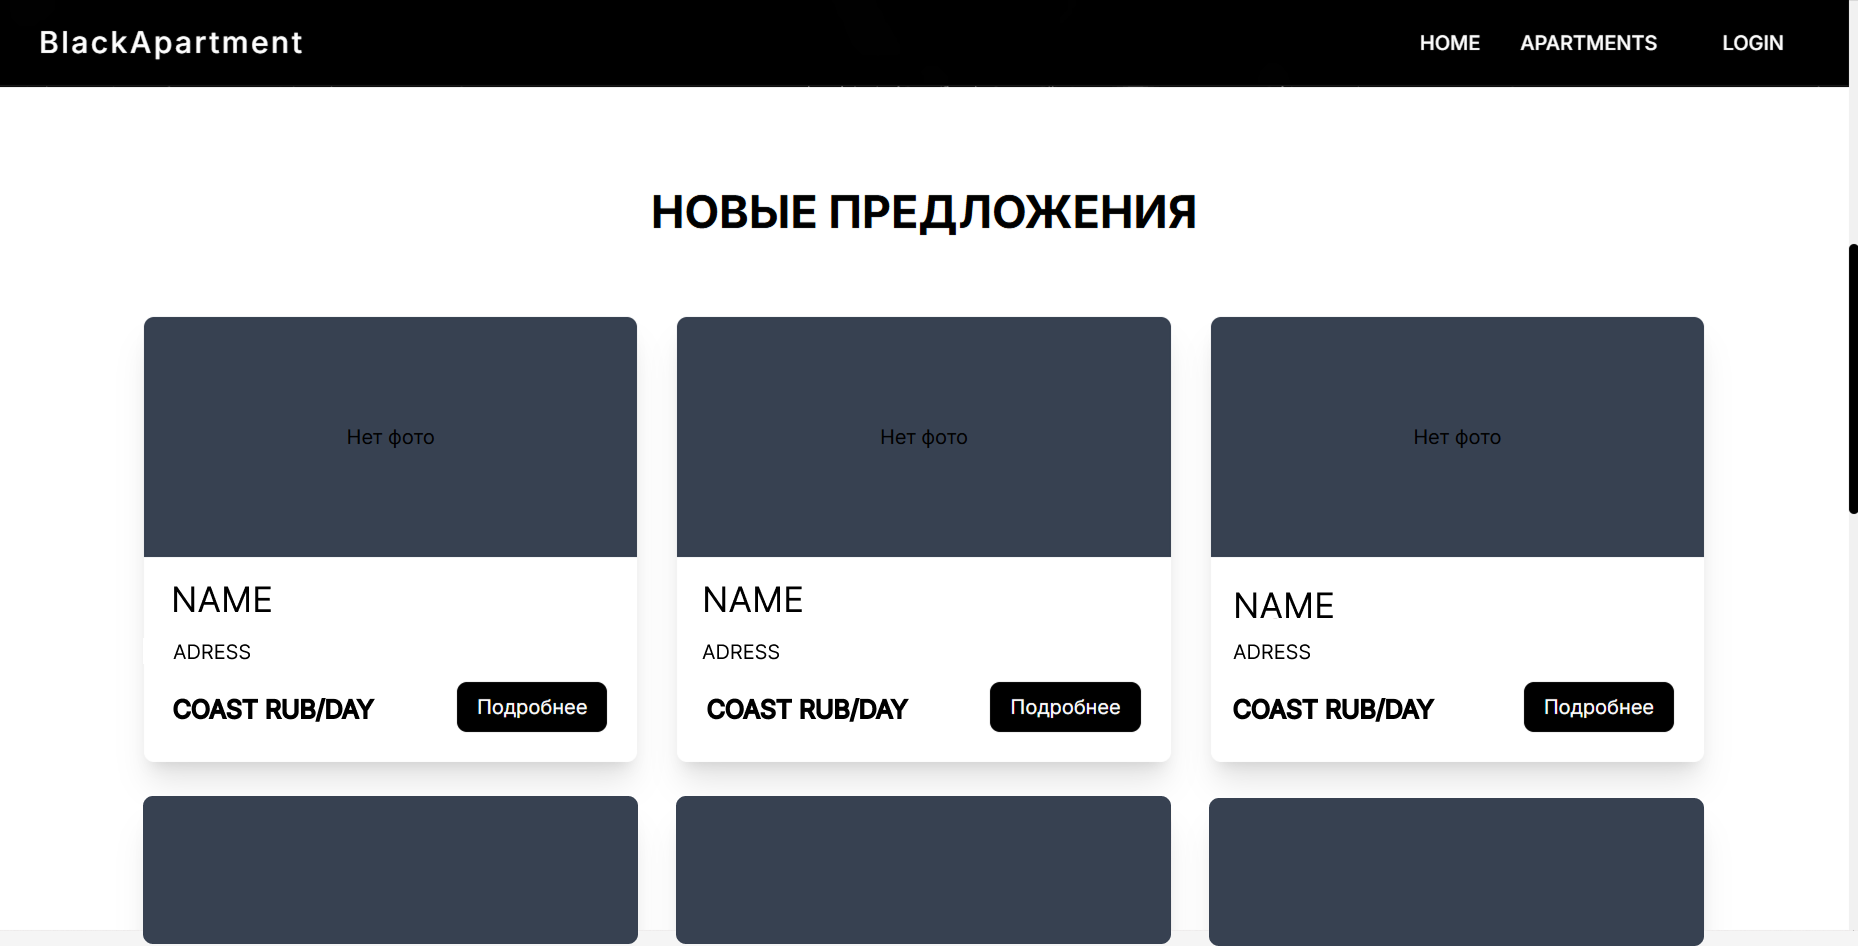 BlackApartment HOME APARTMENTS LOGIN
НОВЫЕ ПРЕДЛОЖЕНИЯ
Нет фото Нет фото Нет фото
NAME NAME NAME
ADRESS ADRESS ADRESS
COAST RUB/DAY Подробнее COAST RUB/DAY Подробнее COAST RUB/DAY Подробнее